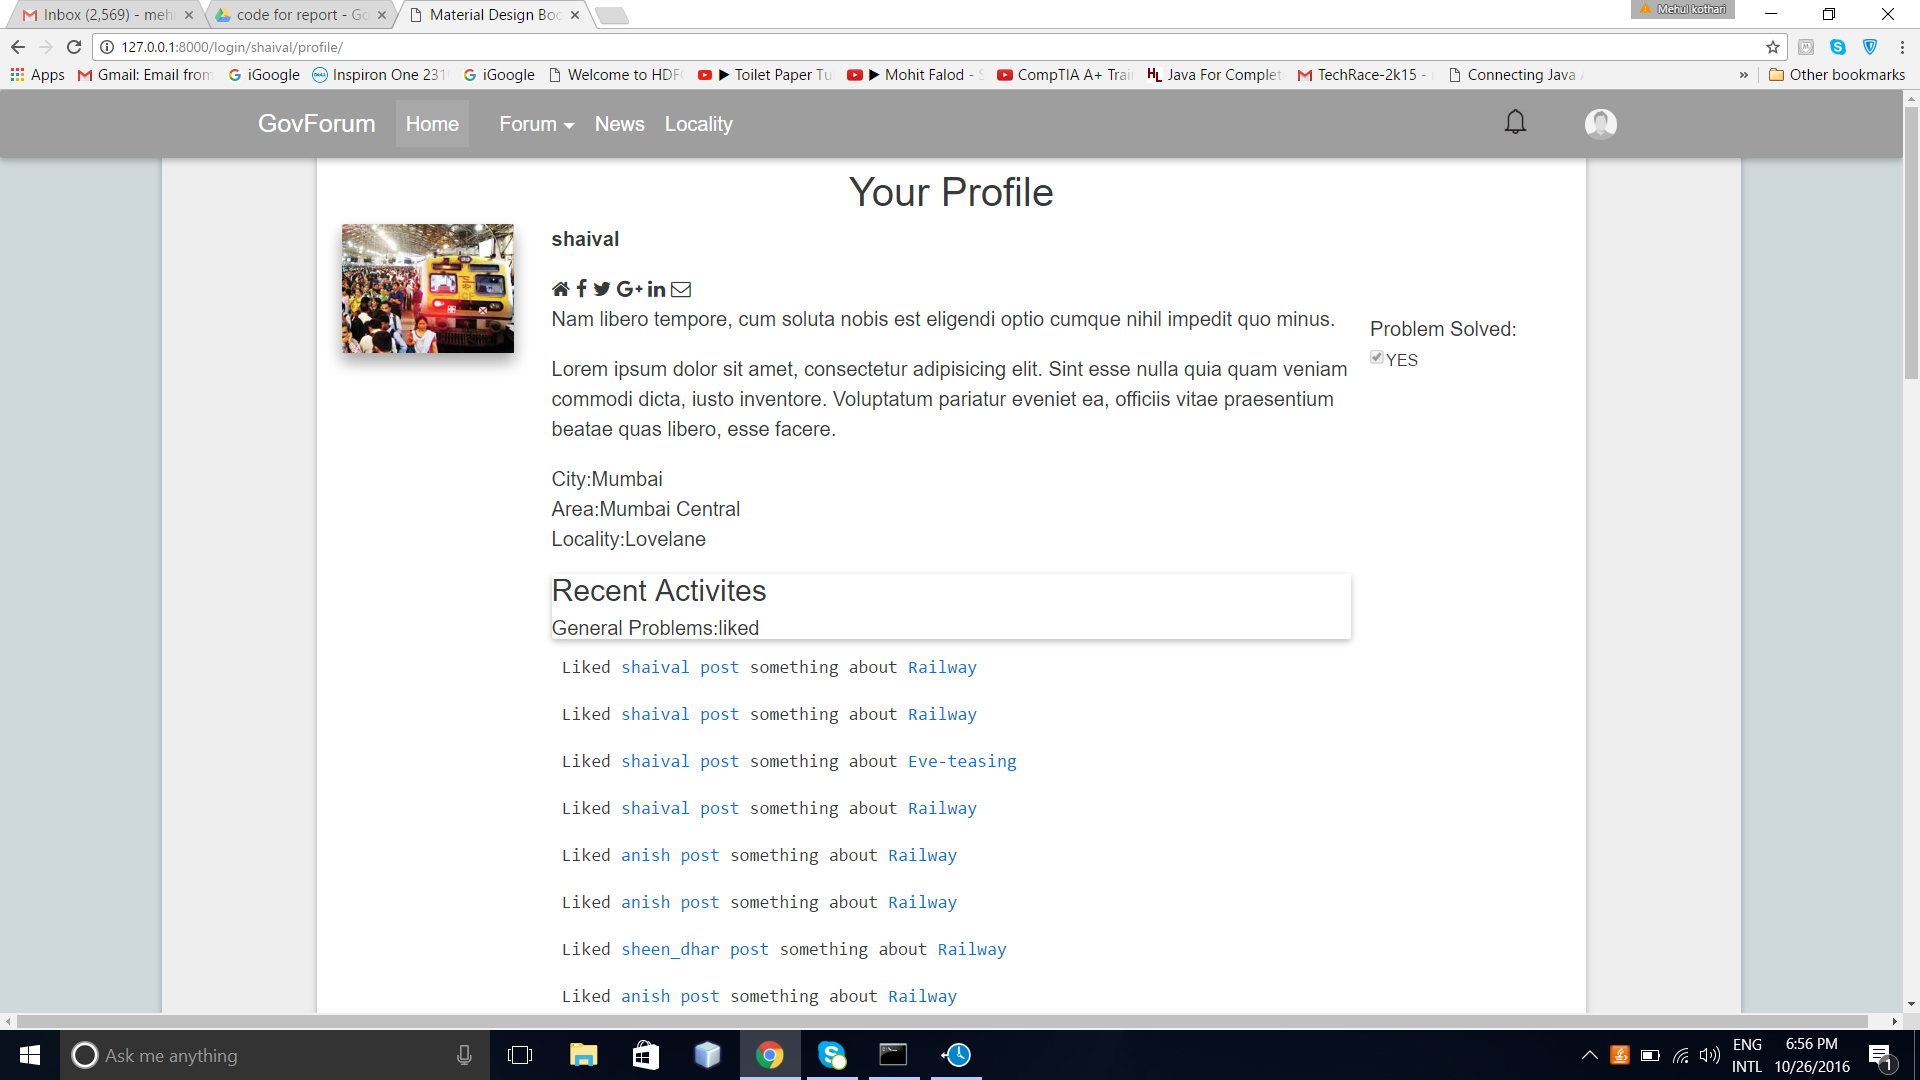 Inbox (2,569) - meh
code for report - Go
Material Design Boo
Mehul kothari
127.0.0.1:8000/login/shaival/profile/
Apps
Gmail: Email from
iGoogle
Inspiron One 231
iGoogle
Welcome to HDF
▶ Toilet Paper Tu
▶ Mohit Falod - S
CompTIA A+ Trai
Java For Complet
TechRace-2k15 -
Connecting Java
»
Other bookmarks
GovForum
Home
Forum
News
Locality
Your Profile
shaival
Nam libero tempore, cum soluta nobis est eligendi optio cumque nihil impedit quo minus.
Problem Solved:
YES
Lorem ipsum dolor sit amet, consectetur adipisicing elit. Sint esse nulla quia quam veniam
commodi dicta, iusto inventore. Voluptatum pariatur eveniet ea, officiis vitae praesentium
beatae quas libero, esse facere.
City:Mumbai
Area:Mumbai Central
Locality:Lovelane
Recent Activites
General Problems:liked
Liked shaival post something about Railway
Liked shaival post something about Railway
Liked shaival post something about Eve-teasing
Liked shaival post something about Railway
Liked anish post something about Railway
Liked anish post something about Railway
Liked sheen_dhar post something about Railway
Liked anish post something about Railway
Ask me anything
ENG
INTL
6:56 PM
10/26/2016
1